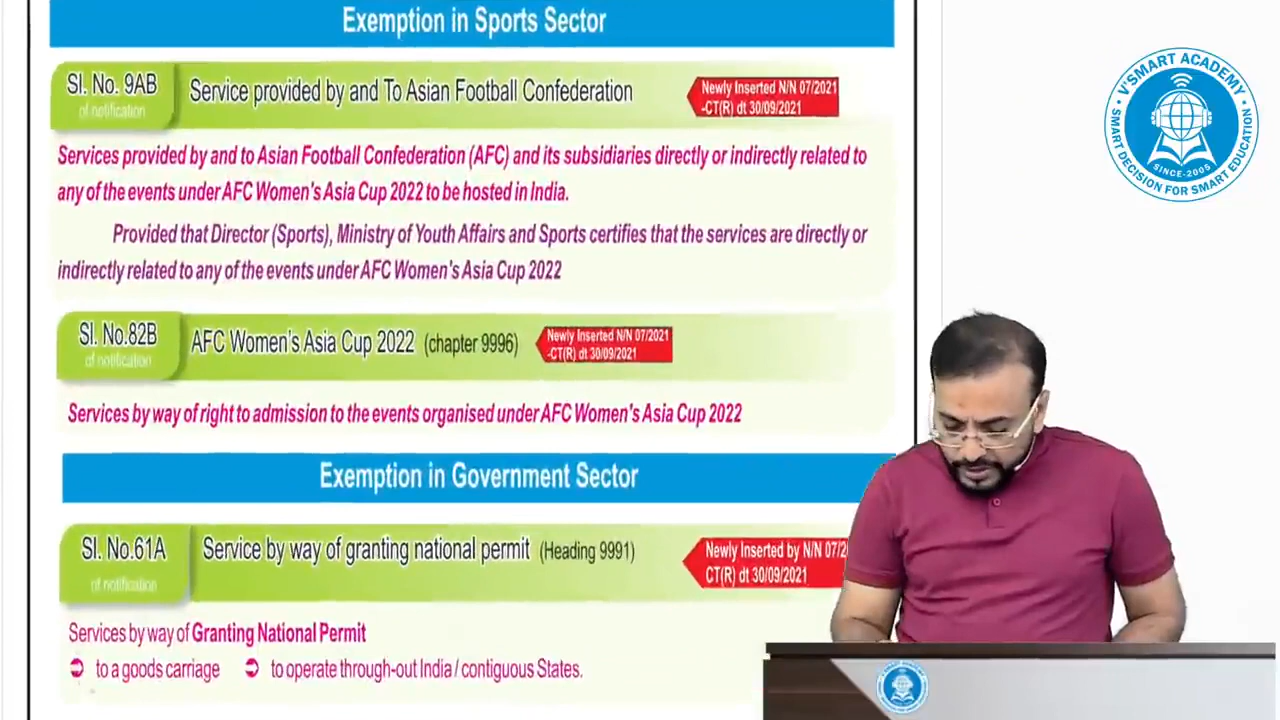 Exemption in Sports Sector
Sl. No. 9AB
of notification
Service provided by and To Asian Football Confederation
Newly Inserted N/N 07/2021
-CT(R) dt 30/09/2021
Services provided by and to Asian Football Confederation (AFC) and its subsidiaries directly or indirectly related to
any of the events under AFC Women's Asia Cup 2022 to be hosted in India.
Provided that Director (Sports), Ministry of Youth Affairs and Sports certifies that the services are directly or
indirectly related to any of the events under AFC Women's Asia Cup 2022
Sl. No.82B
of notification
AFC Women's Asia Cup 2022 (chapter 9996)
Newly Inserted N/N 07/2021
-CT(R) dt 30/09/2021
Services by way of right to admission to the events organised under AFC Women's Asia Cup 2022
Exemption in Government Sector
Sl. No.61A
of notification
Service by way of granting national permit (Heading 9991)
Newly Inserted by N/N 07/2
CT(R) dt 30/09/2021
Services by way of Granting National Permit
➲ to a goods carriage ➲ to operate through-out India / contiguous States.
V'SMART ACADEMY
SINCE-2005
SMART DECISION FOR SMART EDUCATION